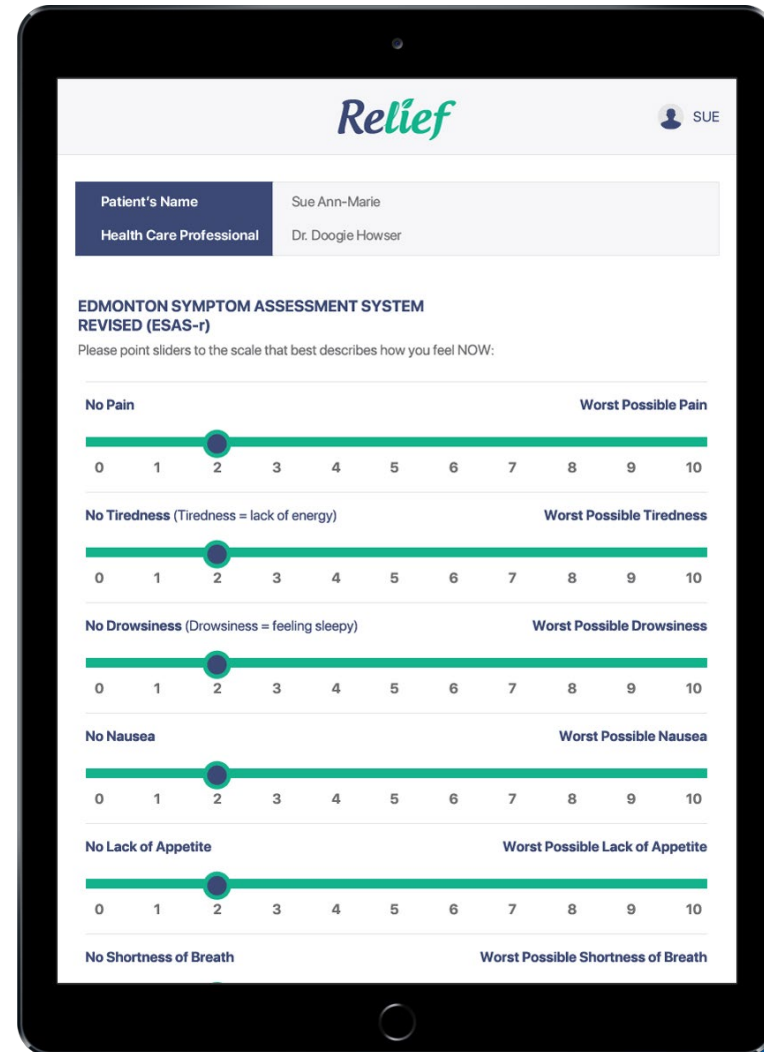 Relief
SUE
Patient's Name Sue Ann-Marie
Health Care Professional Dr. Doogie Howser
EDMONTON SYMPTOM ASSESSMENT SYSTEM
REVISED (ESAS-r)
Please point sliders to the scale that best describes how you feel NOW:
No Pain Worst Possible Pain
0 1 2 3 4 5 6 7 8 9 10
No Tiredness (Tiredness = lack of energy) Worst Possible Tiredness
0 1 2 3 4 5 6 7 8 9 10
No Drowsiness (Drowsiness = feeling sleepy) Worst Possible Drowsiness
0 1 2 3 4 5 6 7 8 9 10
No Nausea Worst Possible Nausea
0 1 2 3 4 5 6 7 8 9 10
No Lack of Appetite Worst Possible Lack of Appetite
0 1 2 3 4 5 6 7 8 9 10
No Shortness of Breath Worst Possible Shortness of Breath